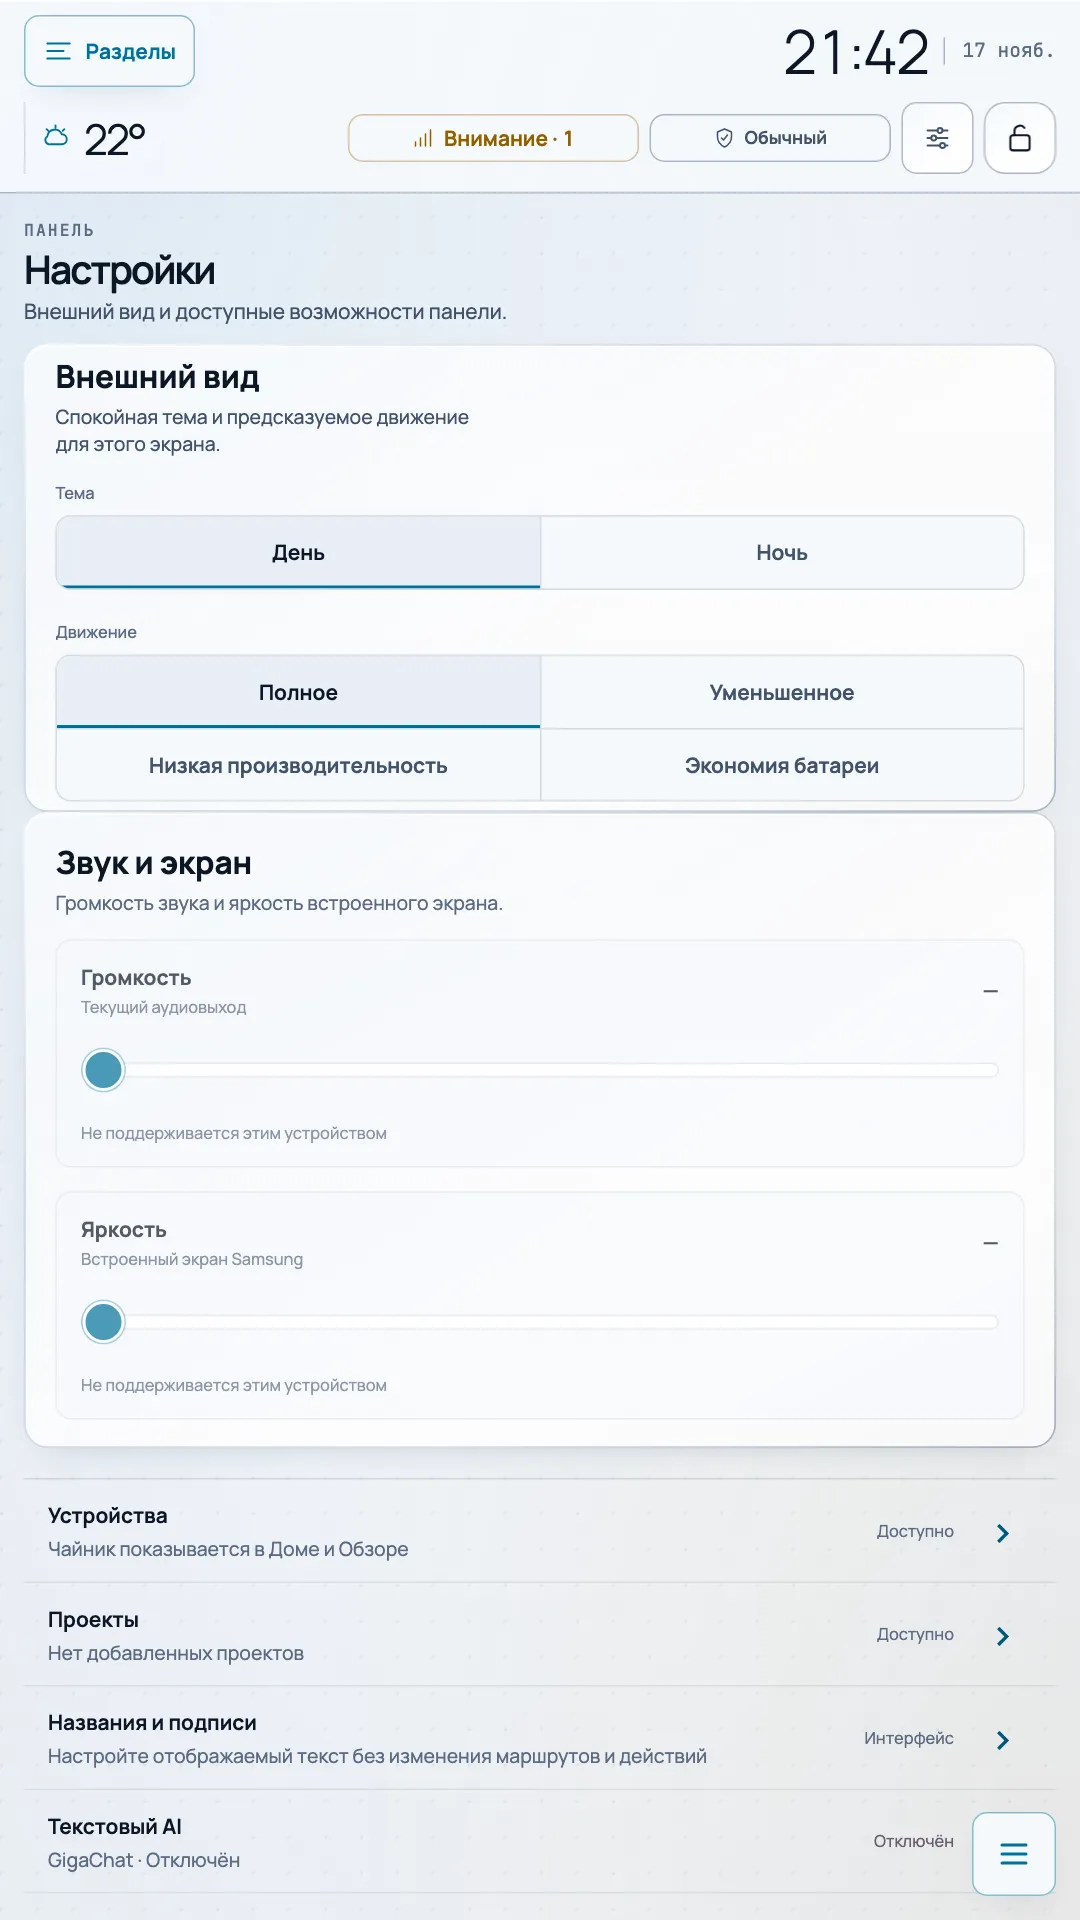 Разделы
21:42
17 нояб.
22°
Внимание · 1
Обычный
ПАНЕЛЬ
Настройки
Внешний вид и доступные возможности панели.
Внешний вид
Спокойная тема и предсказуемое движение
для этого экрана.
Тема
День
Ночь
Движение
Полное
Уменьшенное
Низкая производительность
Экономия батареи
Звук и экран
Громкость звука и яркость встроенного экрана.
Громкость
–
Текущий аудиовыход
Не поддерживается этим устройством
Яркость
–
Встроенный экран Samsung
Не поддерживается этим устройством
Устройства
Чайник показывается в Доме и Обзоре
Доступно
Проекты
Нет добавленных проектов
Доступно
Названия и подписи
Настройте отображаемый текст без изменения маршрутов и действий
Интерфейс
Текстовый AI
GigaChat · Отключён
Отключён